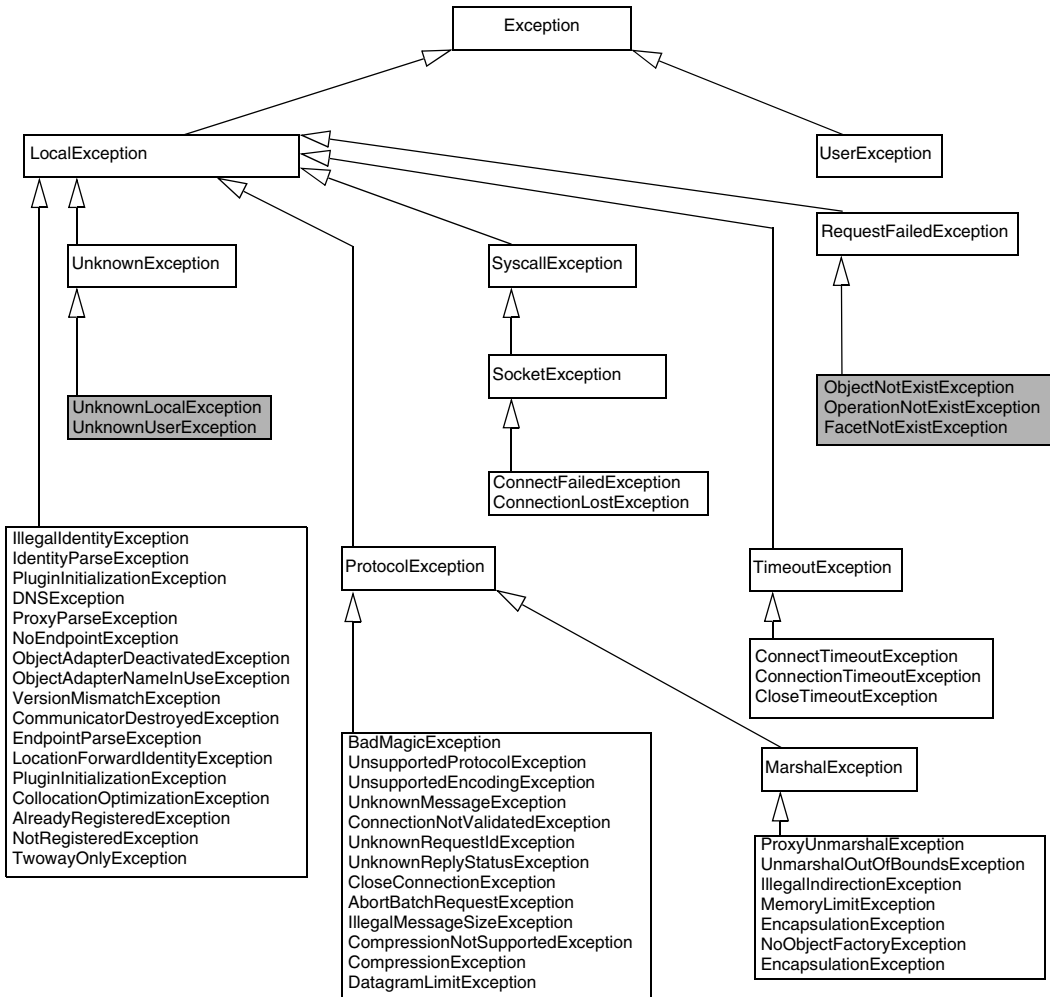 Exception
LocalException
UserException
RequestFailedException
UnknownException
SyscallException
SocketException
ObjectNotExistException
OperationNotExistException
FacetNotExistException
UnknownLocalException
UnknownUserException
ConnectFailedException
ConnectionLostException
IllegalIdentityException
IdentityParseException
PluginInitializationException
DNSException
ProxyParseException
NoEndpointException
ObjectAdapterDeactivatedException
ObjectAdapterNameInUseException
VersionMismatchException
CommunicatorDestroyedException
EndpointParseException
LocationForwardIdentityException
PluginInitializationException
CollocationOptimizationException
AlreadyRegisteredException
NotRegisteredException
TwowayOnlyException
ProtocolException
TimeoutException
ConnectTimeoutException
ConnectionTimeoutException
CloseTimeoutException
BadMagicException
UnsupportedProtocolException
UnsupportedEncodingException
UnknownMessageException
ConnectionNotValidatedException
UnknownRequestIdException
UnknownReplyStatusException
CloseConnectionException
AbortBatchRequestException
IllegalMessageSizeException
CompressionNotSupportedException
CompressionException
DatagramLimitException
MarshalException
ProxyUnmarshalException
UnmarshalOutOfBoundsException
IllegalIndirectionException
MemoryLimitException
EncapsulationException
NoObjectFactoryException
EncapsulationException